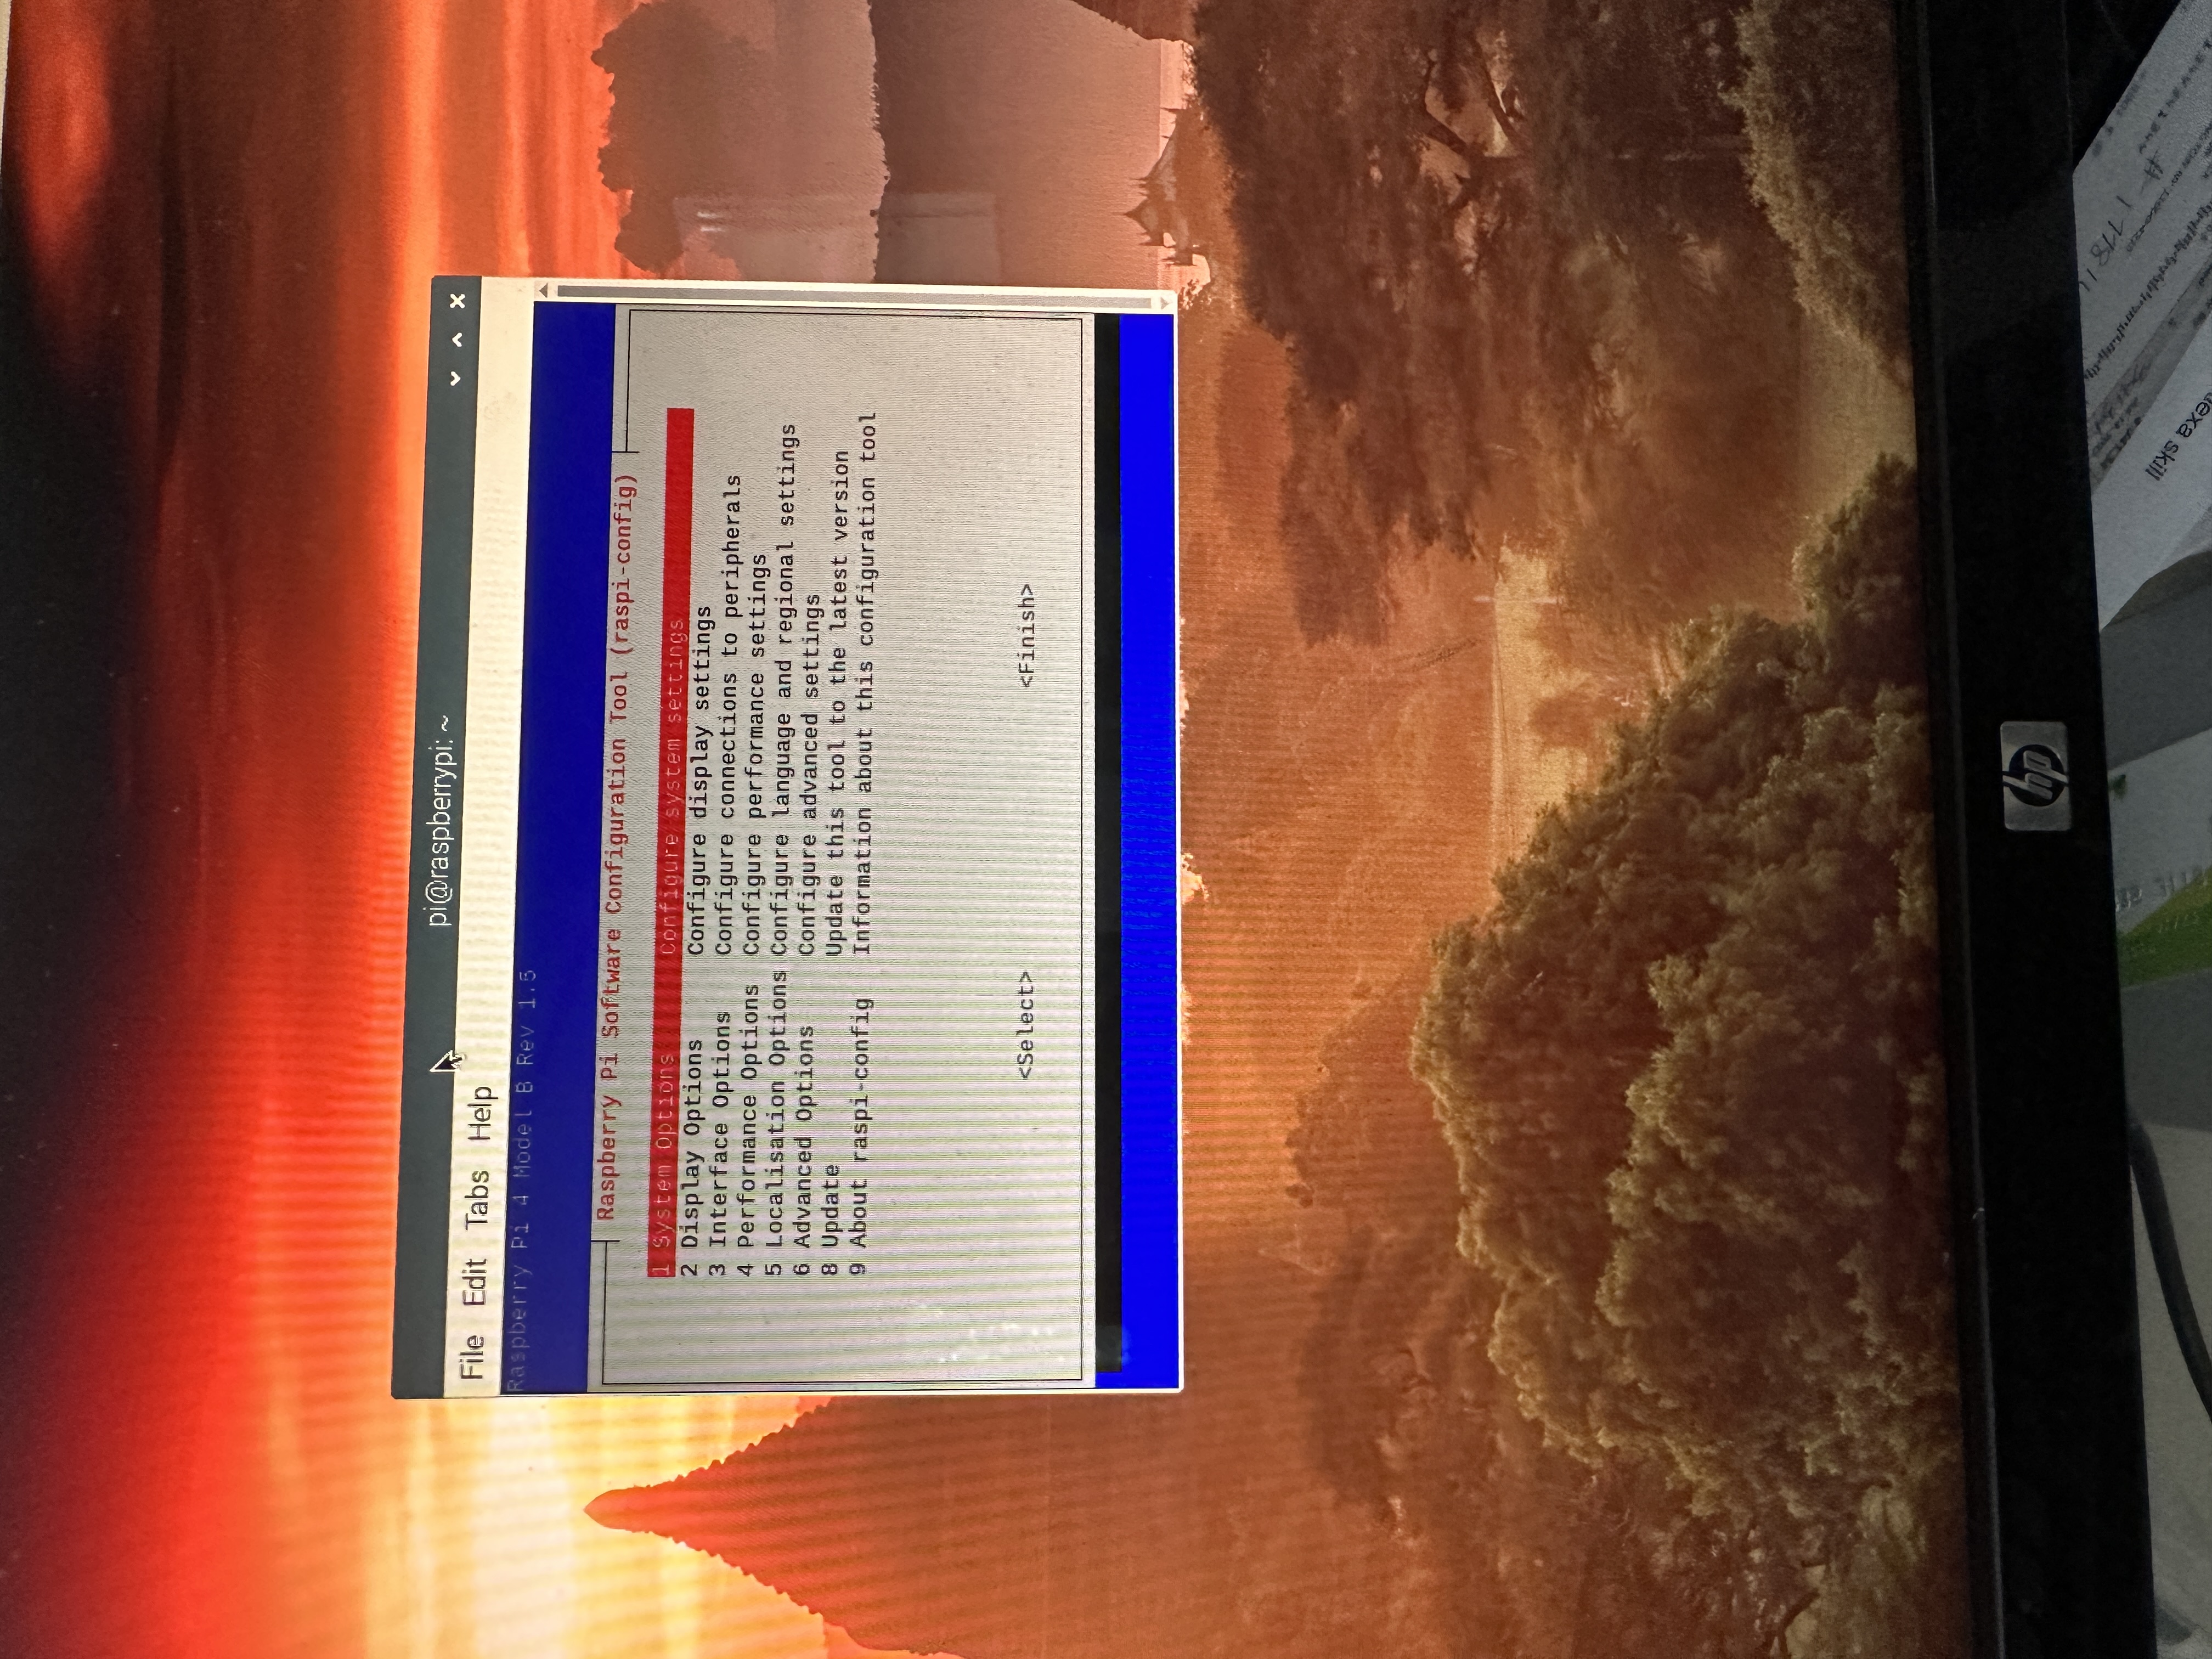 pi@raspberrypi: ~
File Edit Tabs Help
Raspberry Pi 4 Model B Rev 1.5
Raspberry Pi Software Configuration Tool (raspi-config)
1 System Options Configure system settings
2 Display Options Configure display settings
3 Interface Options Configure connections to peripherals
4 Performance Options Configure performance settings
5 Localisation Options Configure language and regional settings
6 Advanced Options Configure advanced settings
8 Update Update this tool to the latest version
9 About raspi-config Information about this configuration tool
<Select> <Finish>
hp
skill